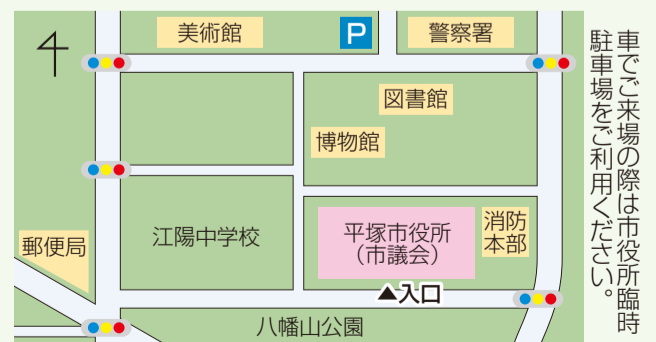 美術館
P
警察署
図書館
博物館
江陽中学校
平塚市役所
（市議会）
消防
本部
郵便局
▲入口
八幡山公園
車でご来場の際は市役所臨時
駐車場をご利用ください。